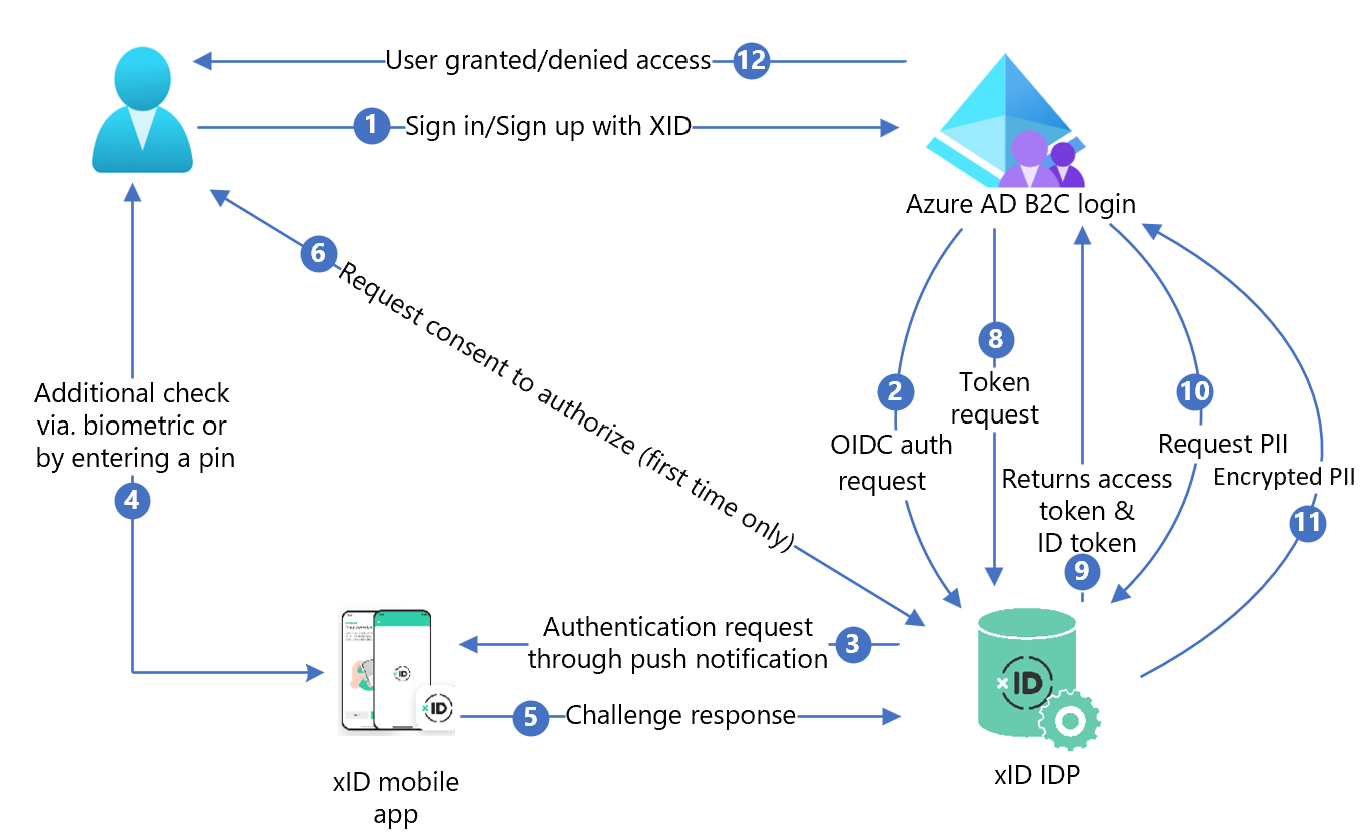 User granted/denied access
12
1
Sign in/Sign up with XID
Azure AD B2C login
6
Request consent to authorize (first time only)
8
Token
request
2
OIDC auth
request
10
Request PII
Encrypted PII
11
Returns access
token &
ID token
9
Additional check
via. biometric or
by entering a pin
4
Authentication request
through push notification
3
5
Challenge response
xID
xID
xID mobile
app
xID
xID IDP